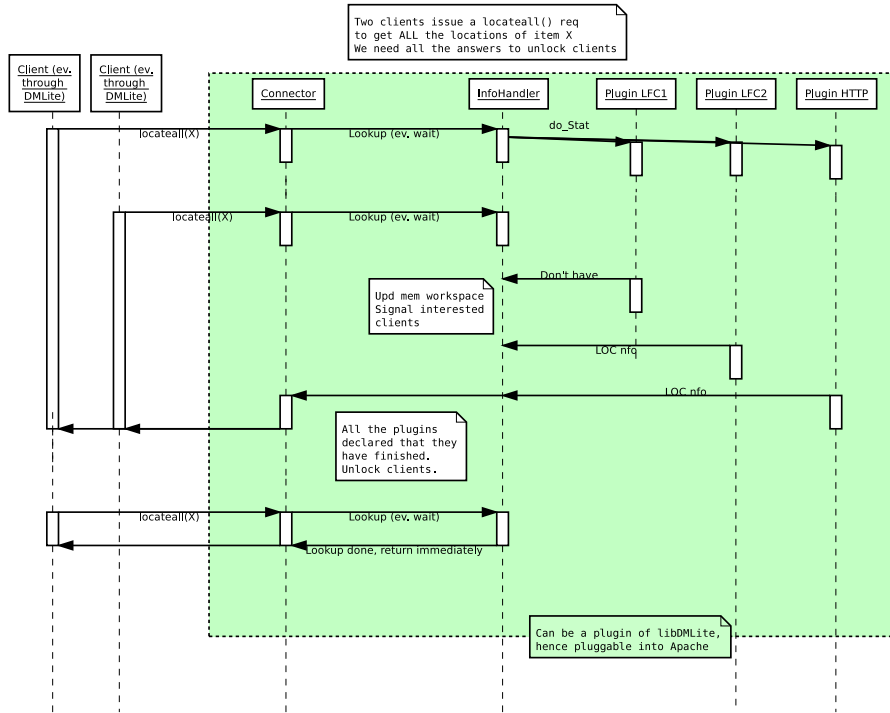 Two clients issue a locateall() req
to get ALL the locations of item X
We need all the answers to unlock clients
Client (ev.
through
DMLite)
Client (ev.
through
DMLite)
Connector
InfoHandler
Plugin LFC1
Plugin LFC2
Plugin HTTP
locateall(X)
Lookup (ev. wait)
do_Stat
locateall(X)
Lookup (ev. wait)
Don't have
Upd mem workspace
Signal interested
clients
LOC nfo
LOC nfo
All the plugins
declared that they
have finished.
Unlock clients.
locateall(X)
Lookup (ev. wait)
Lookup done, return immediately
Can be a plugin of libDMLite,
hence pluggable into Apache